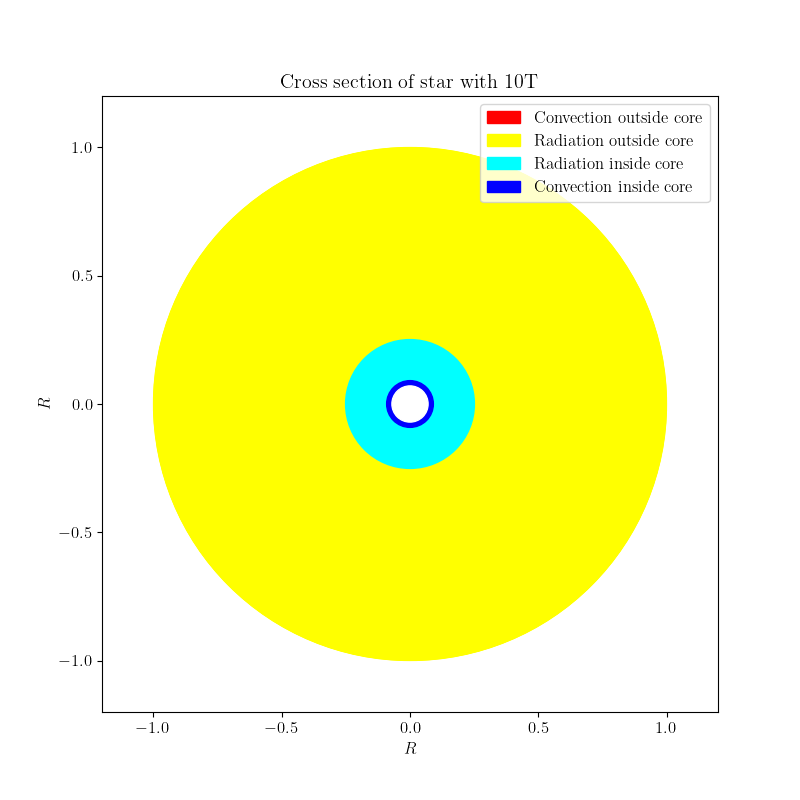 Cross section of star with 10T
Convection outside core
Radiation outside core
Radiation inside core
Convection inside core
1.0
0.5
0.0
−0.5
−1.0
R
−1.0 −0.5 0.0 0.5 1.0
R